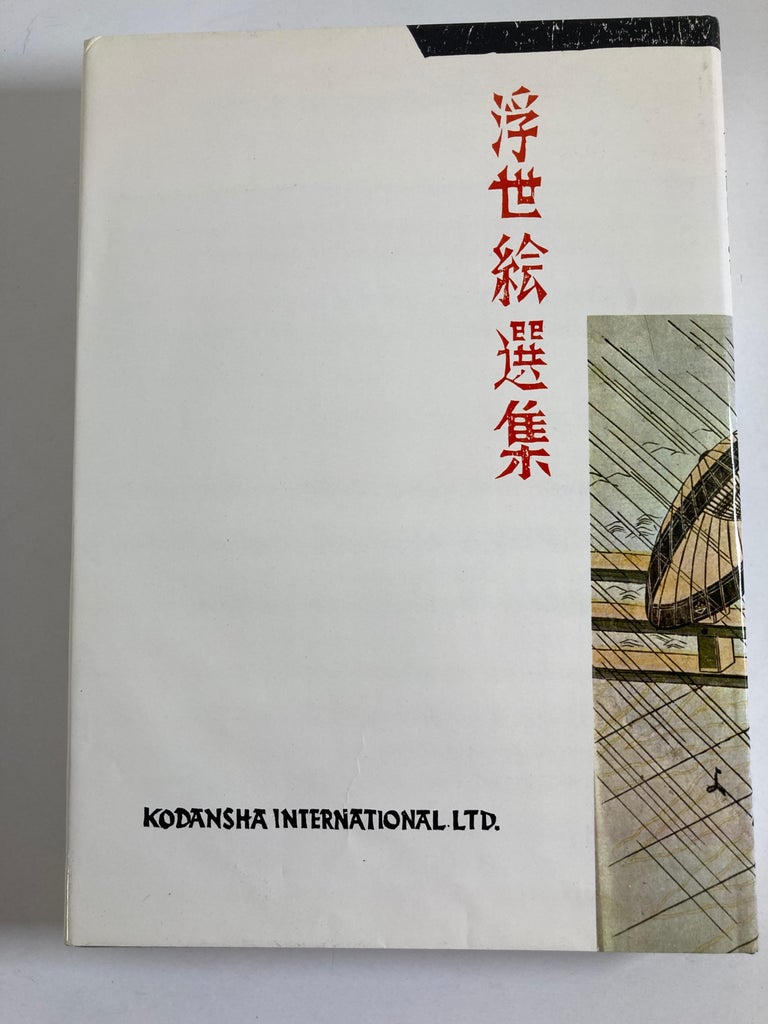 浮世絵選集
KODANSHA INTERNATIONAL LTD.